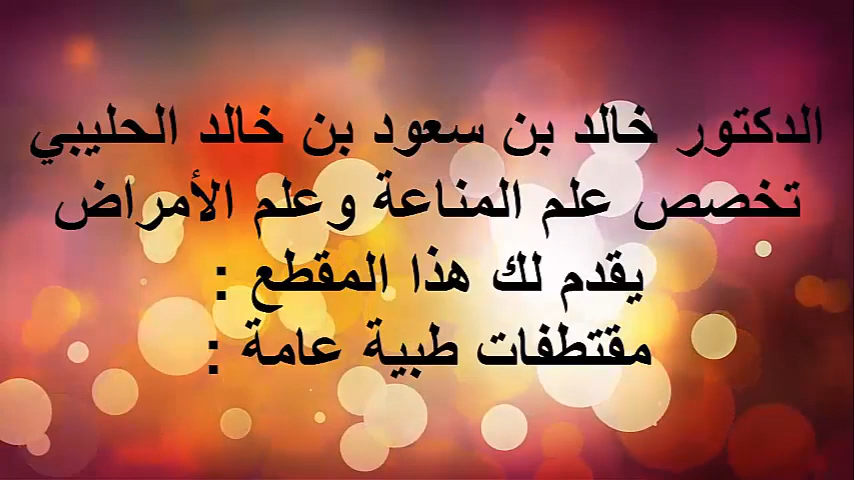 الدكتور خالد بن سعود بن خالد الحليبي
تخصص علم المناعة وعلم الأمراض
يقدم لك هذا المقطع :
مقتطفات طبية عامة :